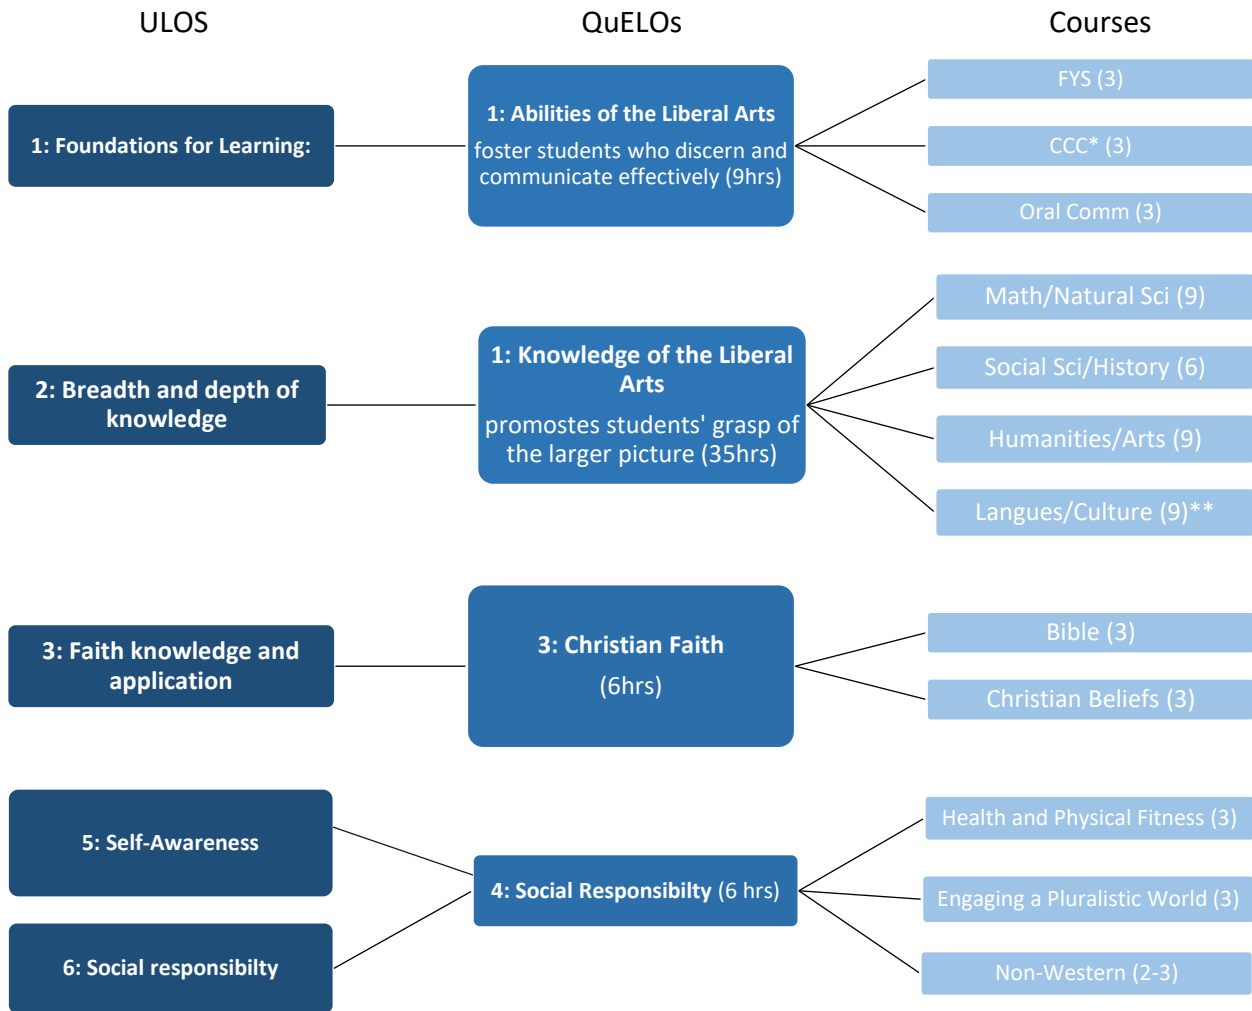 ULOS
QuELOs
Courses
1: Foundations for Learning:
1: Abilities of the Liberal Arts
foster students who discern and
communicate effectively (9hrs)
FYS (3)
CCC* (3)
Oral Comm (3)
2: Breadth and depth of
knowledge
1: Knowledge of the Liberal
Arts
promostes students' grasp of
the larger picture (35hrs)
Math/Natural Sci (9)
Social Sci/History (6)
Humanities/Arts (9)
Langues/Culture (9)**
3: Faith knowledge and
application
3: Christian Faith
(6hrs)
Bible (3)
Christian Beliefs (3)
5: Self-Awareness
6: Social responsibilty
4: Social Responsibilty (6 hrs)
Health and Physical Fitness (3)
Engaging a Pluralistic World (3)
Non-Western (2-3)